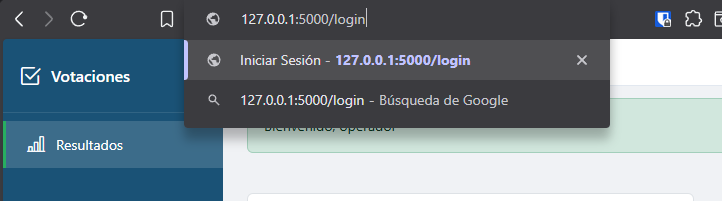 127.0.0.1:5000/login
Iniciar Sesión - 127.0.0.1:5000/login
127.0.0.1:5000/login - Búsqueda de Google
Votaciones
Bienvenido, operador
Resultados